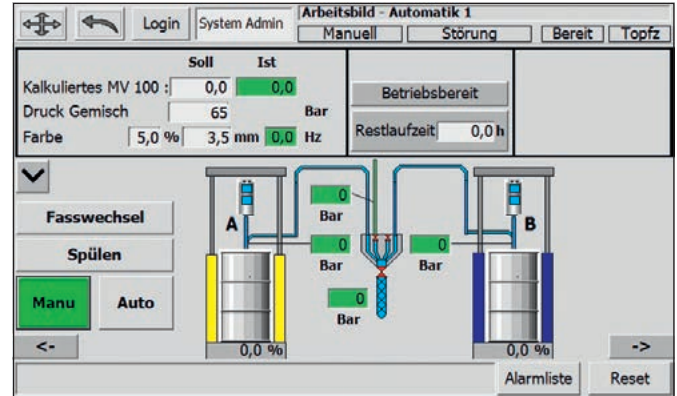 Arbeitsbild - Automatik 1
Login System Admin Manuell Störung Bereit Topfz
Soll Ist
Kalkuliertes MV 100 : 0,0 0,0
Druck Gemisch 65 Bar
Farbe 5,0 % 3,5 mm 0,0 Hz
Betriebsbereit
Restlaufzeit 0,0 h
Fasswechsel
Spülen
Manu Auto
A
B
0
Bar
0
Bar
0
Bar
0
Bar
<- 0,0 % 0,0 % ->
Alarmliste Reset